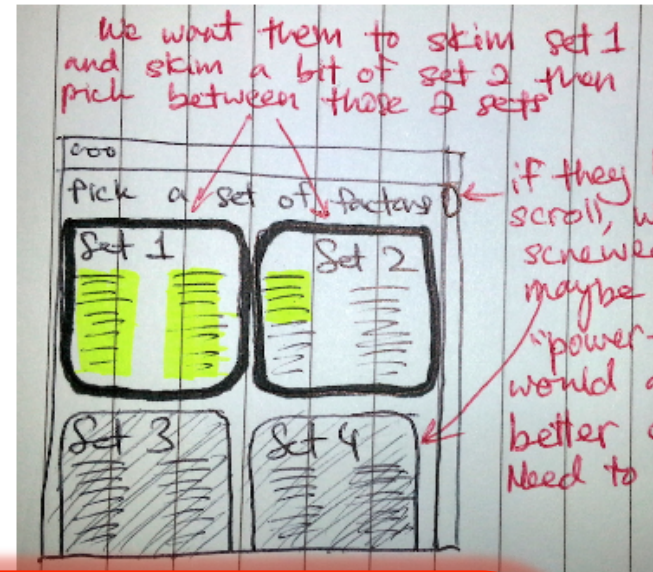 We want them to skim set 1
and skim a bit of set 2 then
pick between those 2 sets
Pick a set of factors
Set 1
Set 2
if they
scroll,
maybe
"power-
would
better
Need to
Set 3
Set 4